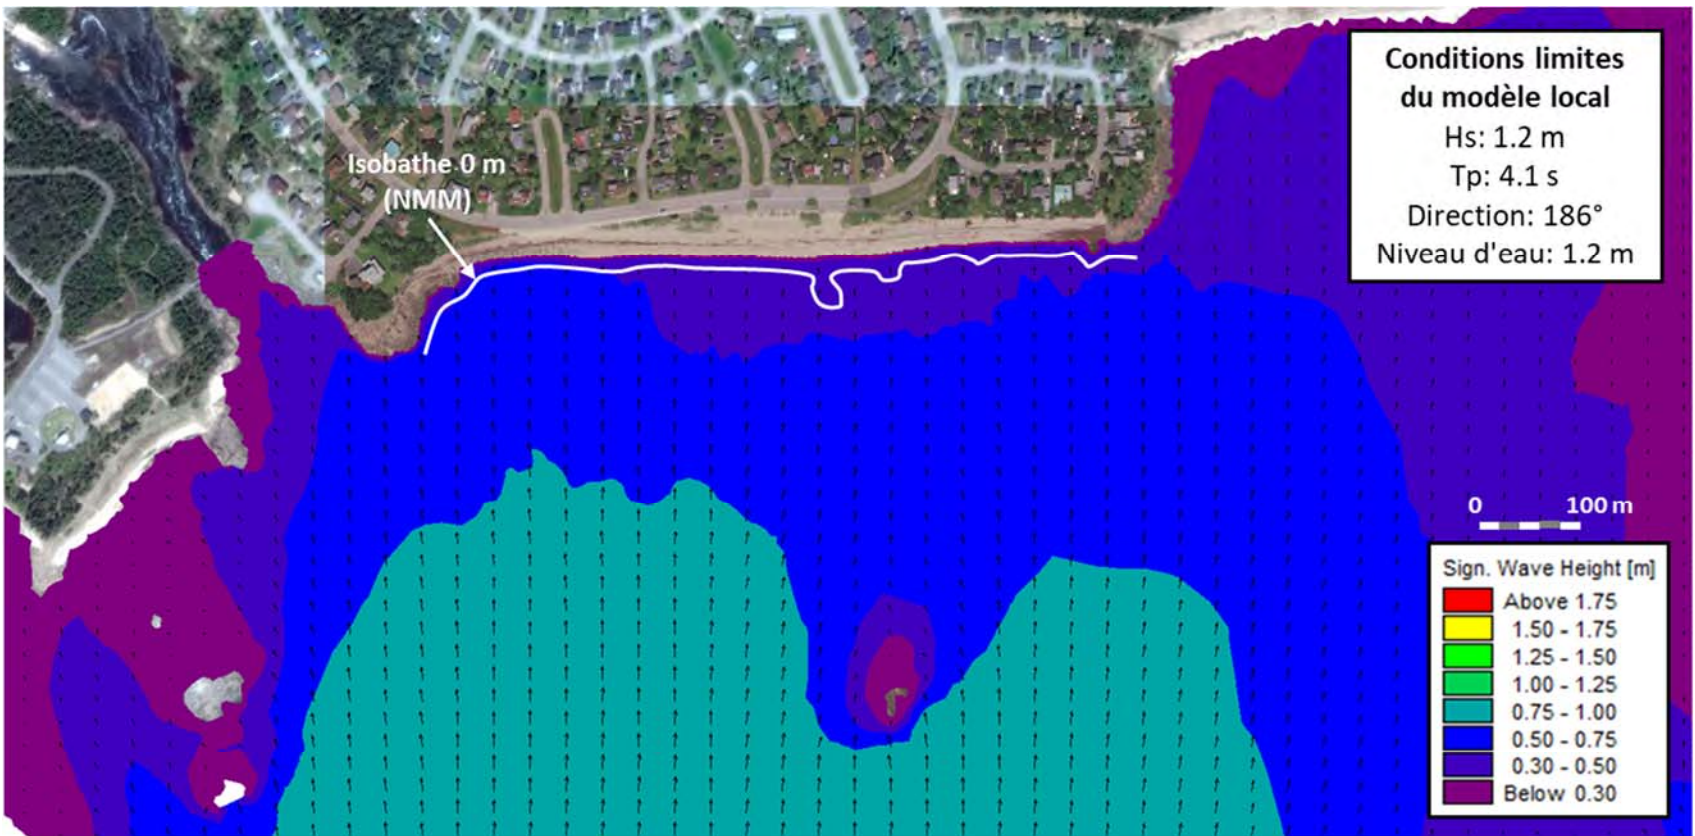 Isobathe 0 m
(NMM)
Conditions limites
du modèle local
Hs: 1.2 m
Tp: 4.1 s
Direction: 186°
Niveau d'eau: 1.2 m
0 100 m
Sign. Wave Height [m]
Above 1.75
1.50 - 1.75
1.25 - 1.50
1.00 - 1.25
0.75 - 1.00
0.50 - 0.75
0.30 - 0.50
Below 0.30